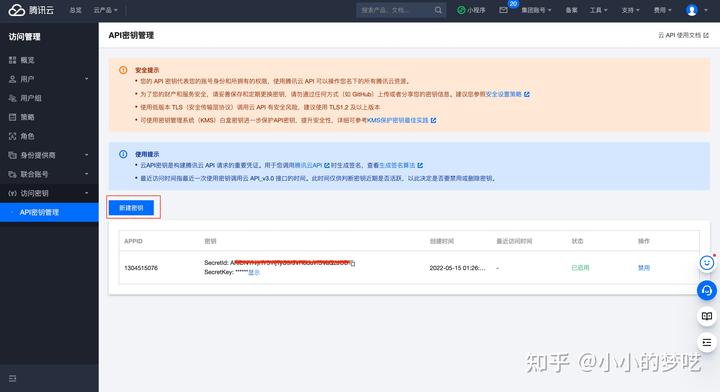 腾讯云
总览
云产品
搜索产品、文档...
小程序
20
集团账号
备案
工具
支持
费用
访问管理
API密钥管理
云 API 使用文档
概览
用户
用户组
策略
角色
身份提供商
联合账号
访问密钥
API密钥管理
安全提示
您的 API 密钥代表您的账号身份和所拥有的权限，使用腾讯云 API 可以操作您名下的所有腾讯云资源。
为了您的财产和服务安全，请妥善保存和定期更换密钥，请勿通过任何方式（如 GitHub）上传或者分享您的密钥信息。建议您参照安全设置策略
使用低版本 TLS（安全传输层协议）调用云 API 有安全风险，建议使用 TLS1.2 及以上版本
可使用密钥管理系统（KMS）白盒密钥进一步保护API密钥，提升安全性，详细可参考KMS保护密钥最佳实践
使用提示
云API密钥是构建腾讯云 API 请求的重要凭证。用于您调用腾讯云API 时生成签名，查看生成签名算法
最近访问时间指最近一次使用密钥调用云 API_v3.0 接口的时间。此时间仅供判断密钥近期是否活跃，以此决定是否要禁用或删除密钥。
新建密钥
APPID 密钥 创建时间 最近访问时间 状态 操作
SecretId:
1304515076 2022-05-15 01:26:... - 已启用 禁用
SecretKey: ******显示
知乎 @小小的梦呓